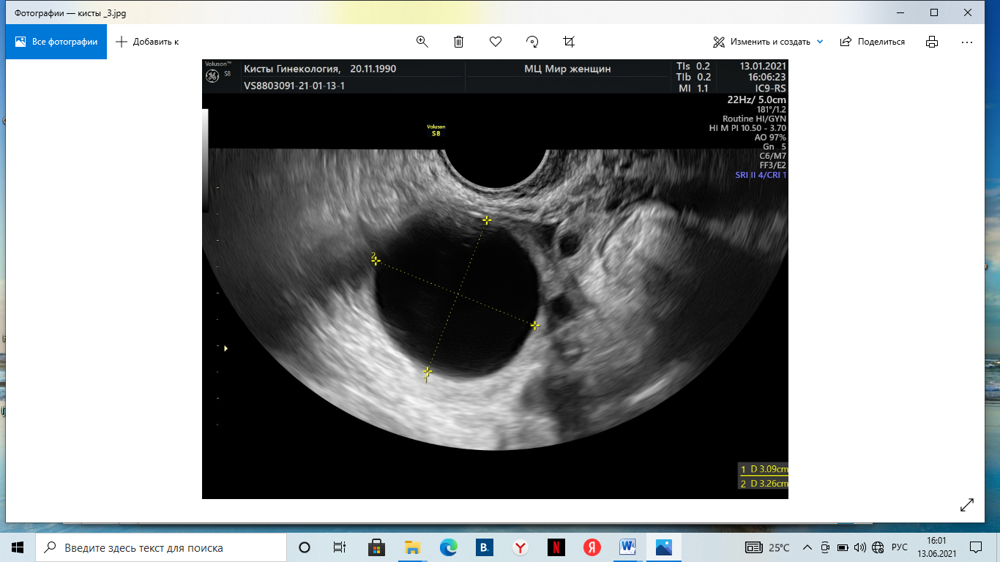 Фотографии — кисты _3.jpg
Все фотографии
Добавить к
Изменить и создать
Поделиться
Voluson™
S8
Кисты Гинекология, 20.11.1990
VS8803091-21-01-13-1
МЦ Мир женщин
TIs 0.2
TIb 0.2
MI 1.1
13.01.2021
16:06:23
IC9-RS
22Hz/ 5.0cm
181°/1.2
Routine HI/GYN
HI M PI 10.50 - 3.70
AO 97%
Gn 5
C6/M7
FF3/E2
SRI II 4/CRI 1
Voluson
S8
2
1
1 D 3.09cm
2 D 3.26cm
Введите здесь текст для поиска
B.
Y
N
Я
W
25°C
РУС
16:01
13.06.2021